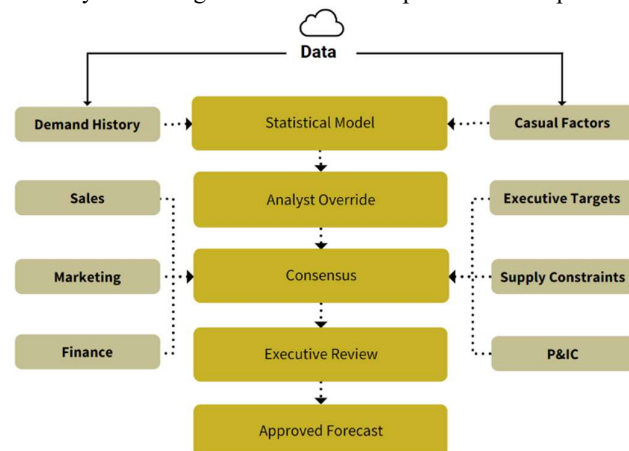 Data
Demand History
Statistical Model
Casual Factors
Sales
Analyst Override
Executive Targets
Marketing
Consensus
Supply Constraints
Finance
Executive Review
P&IC
Approved Forecast